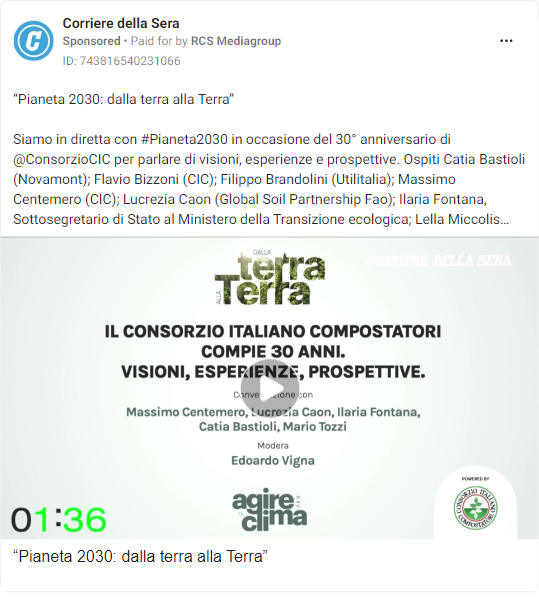 Corriere della Sera
Sponsored • Paid for by RCS Mediagroup
ID: 743816540231066
“Pianeta 2030: dalla terra alla Terra”
Siamo in diretta con #Pianeta2030 in occasione del 30° anniversario di
@ConsorzioCIC per parlare di visioni, esperienze e prospettive. Ospiti Catia Bastioli
(Novamont); Flavio Bizzoni (CIC); Filippo Brandolini (Utilitalia); Massimo
Centemero (CIC); Lucrezia Caon (Global Soil Partnership Fao); Ilaria Fontana,
Sottosegretario di Stato al Ministero della Transizione ecologica; Lella Miccolis...
DALLA
terra
ALLA Terra
CORRIERE DELLA SERA
IL CONSORZIO ITALIANO COMPOSTATORI
COMPIE 30 ANNI.
VISIONI, ESPERIENZE, PROSPETTIVE.
con
Massimo Centemero, Lucrezia Caon, Ilaria Fontana,
Catia Bastioli, Mario Tozzi
Modera
Edoardo Vigna
agire PER
IL clima
01:36
POWERED BY
CONSORZIO ITALIANO
COMPOSTATORI
“Pianeta 2030: dalla terra alla Terra”